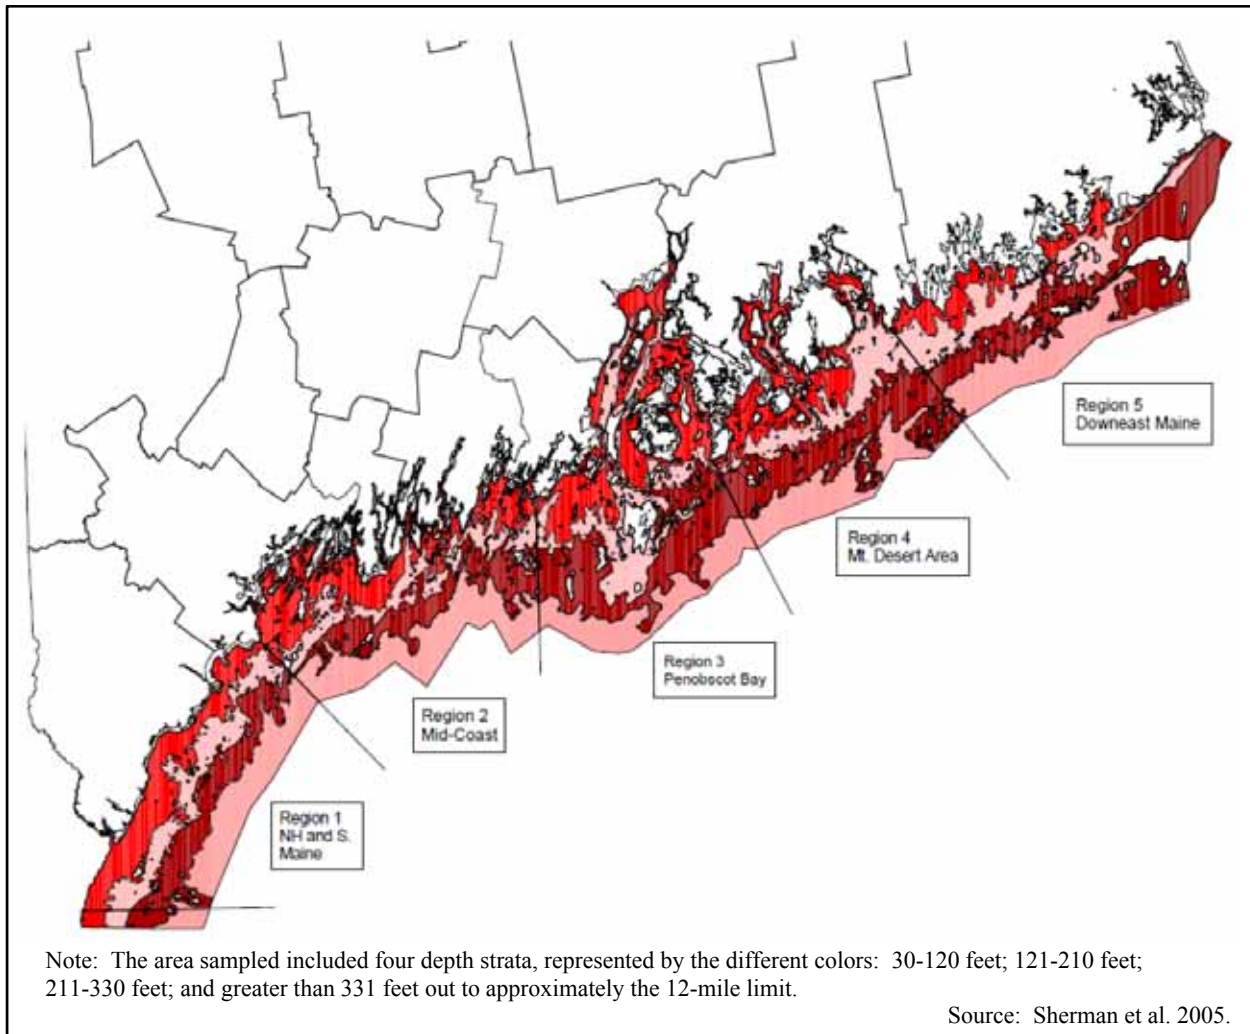 Region 5
Downeast Maine
Region 4
Mt. Desert Area
Region 3
Penobscot Bay
Region 2
Mid-Coast
Region 1
NH and S.
Maine
Note:  The area sampled included four depth strata, represented by the different colors:  30-120 feet; 121-210 feet;
211-330 feet; and greater than 331 feet out to approximately the 12-mile limit.
Source:  Sherman et al. 2005.